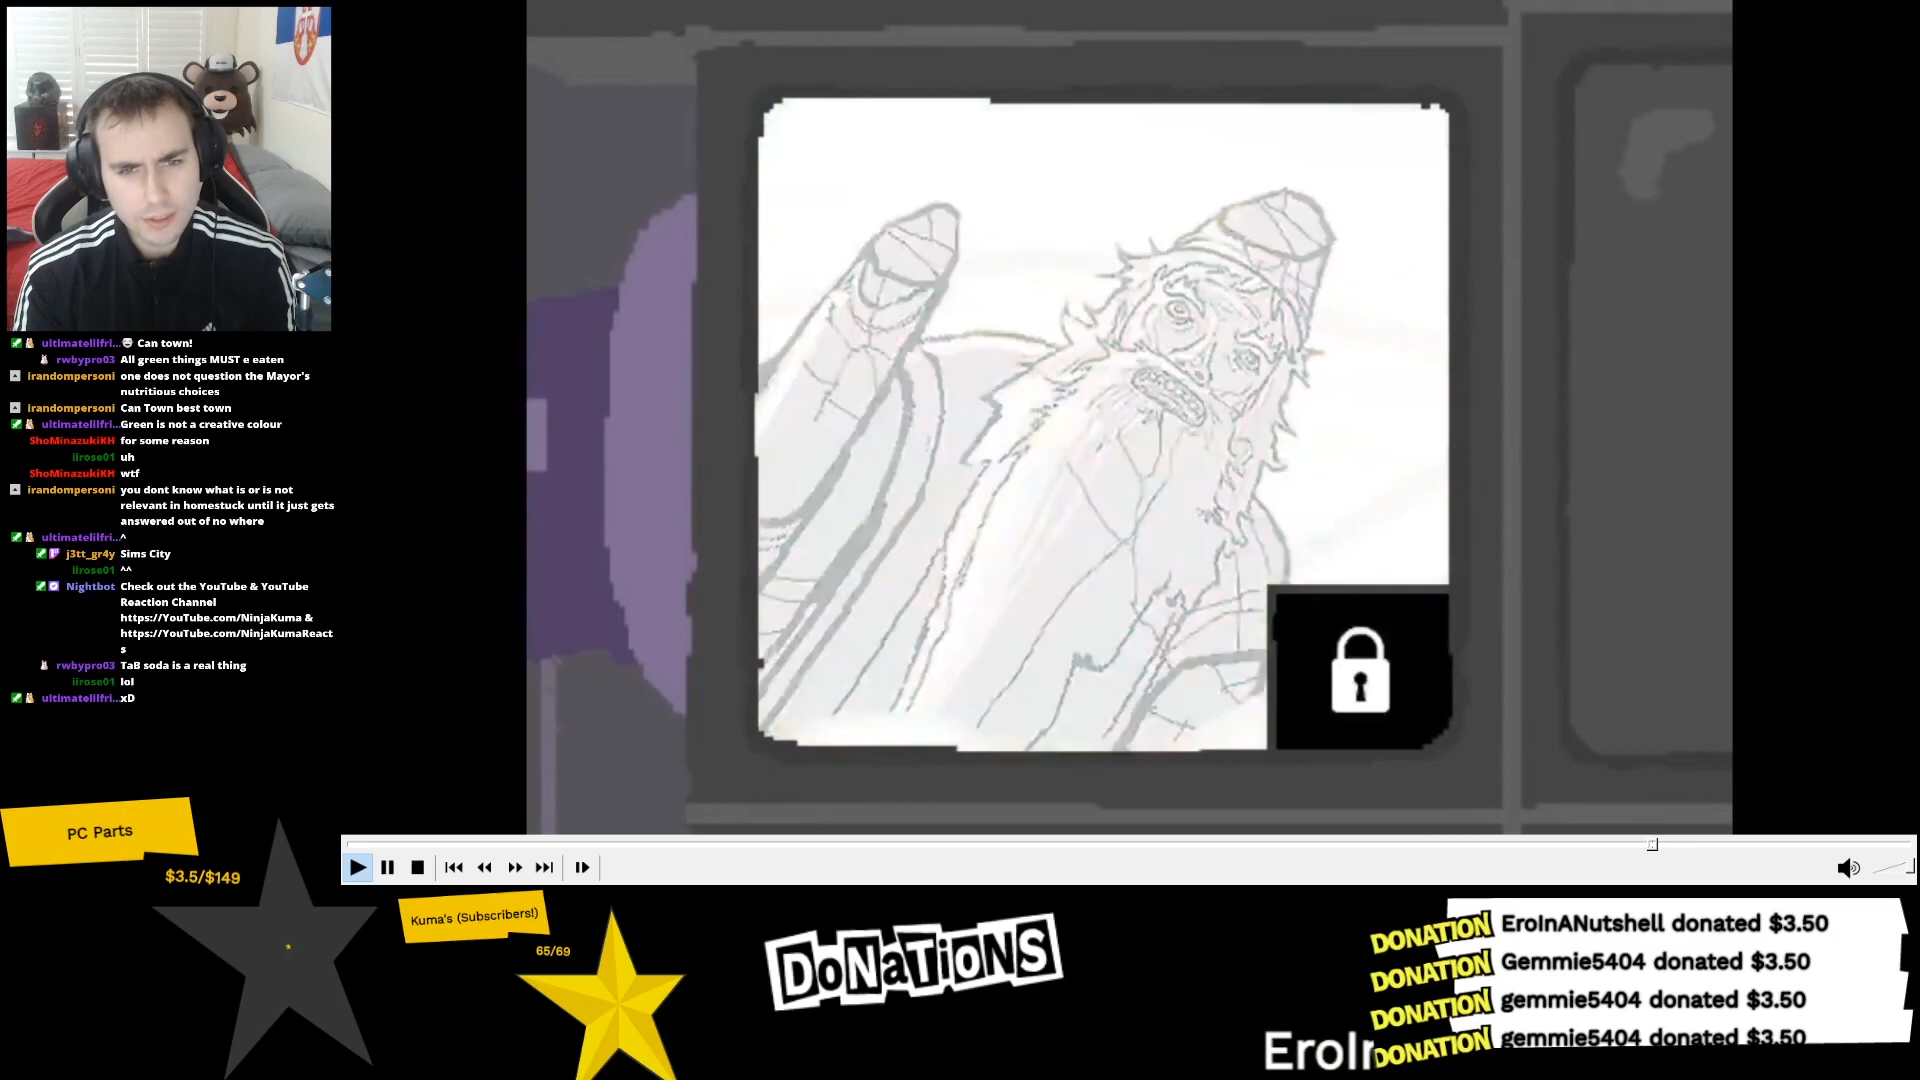 ultimatelilfri... Can town!
rwbypro03 All green things MUST e eaten
irandompersoni one does not question the Mayor's
nutritious choices
irandompersoni Can Town best town
ultimatelilfri... Green is not a creative colour
ShoMinazukiKH for some reason
iirose01 uh
ShoMinazukiKH wtf
irandompersoni you dont know what is or is not
relevant in homestuck until it just gets
answered out of no where
ultimatelilfri... ^
j3tt_gr4y Sims City
iirose01 ^^
Nightbot Check out the YouTube & YouTube
Reaction Channel
https://YouTube.com/NinjaKuma &
https://YouTube.com/NinjaKumaReact
s
rwbypro03 TaB soda is a real thing
iirose01 lol
ultimatelilfri... xD
PC Parts
$3.5/$149
Kuma's (Subscribers!)
65/69
DoNaTiONS
DONATION EroInANutshell donated $3.50
DONATION Gemmie5404 donated $3.50
DONATION gemmie5404 donated $3.50
DONATION gemmie5404 donated $3.50